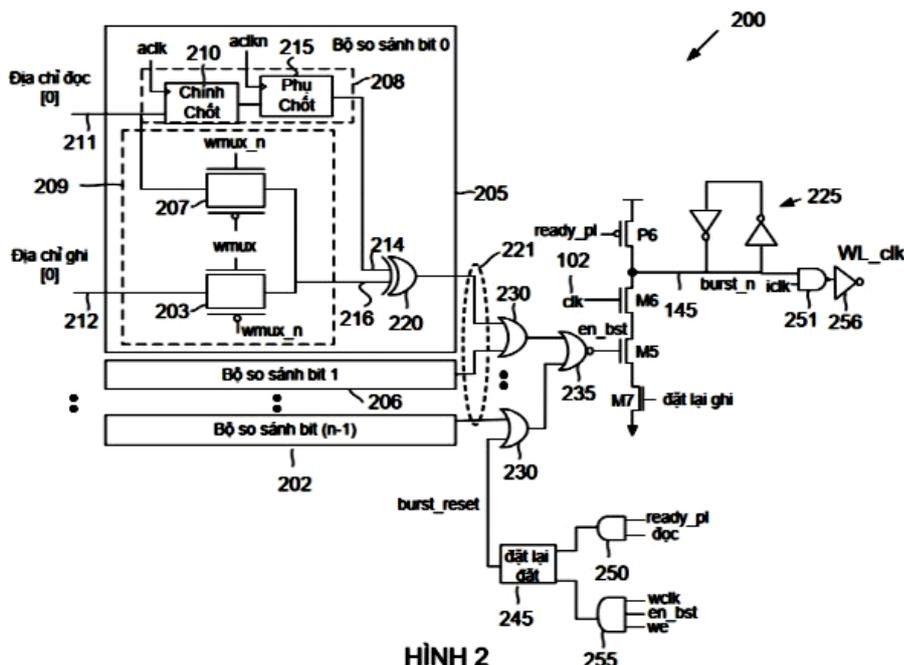 200
Bộ so sánh bit 0
aclk
210
aclkn
215
208
Địa chỉ đọc
[0]
Chính
Chốt
Phụ
Chốt
211
wmux_n
209
207
205
wmux
Địa chỉ ghi
[0]
203
212
wmux_n
214
216
220
221
230
ready_pl
P6
225
WL_clk
102
clk
M6
145
burst_n
iclk
251
256
en_bst
M5
235
M7
đặt lại ghi
Bộ so sánh bit 1
206
Bộ so sánh bit (n-1)
202
230
burst_reset
đặt lại
đặt
245
ready_pl
đọc
250
wclk
en_bst
we
255
HÌNH 2